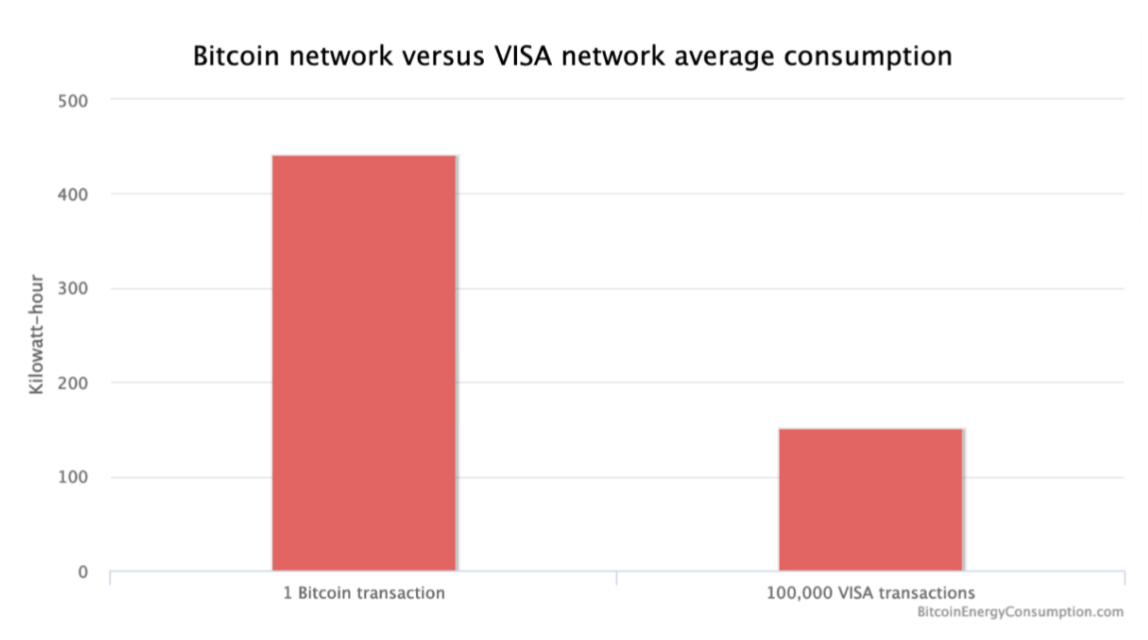 Bitcoin network versus VISA network average consumption
500
400
300
200
100
0
Kilowatt-hour
1 Bitcoin transaction
100,000 VISA transactions
BitcoinEnergyConsumption.com